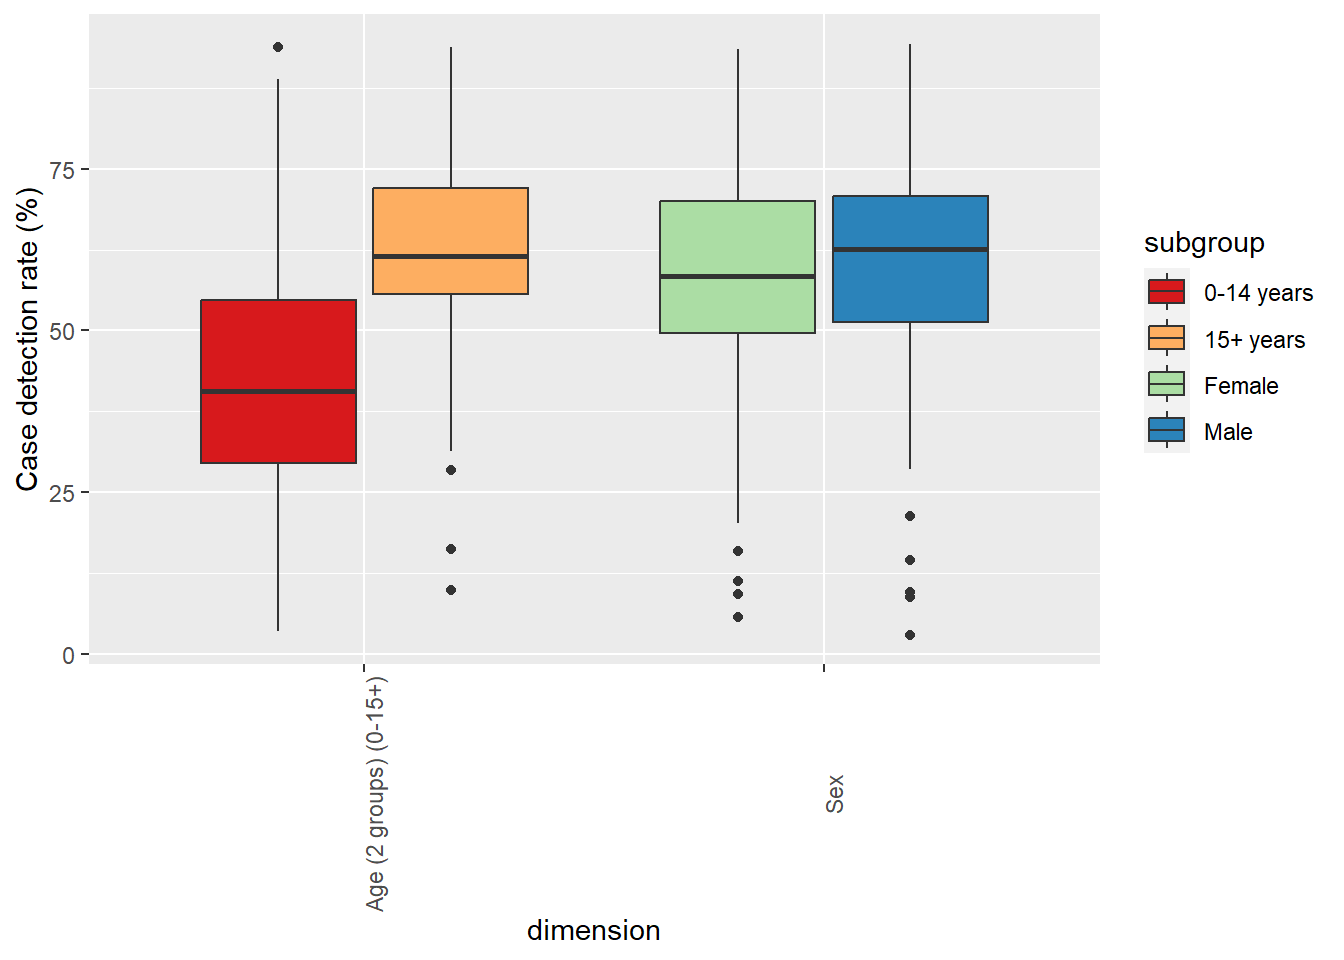 Case detection rate (%)
75
50
25
0
Age (2 groups) (0-15+)
Sex
dimension
subgroup
0-14 years
15+ years
Female
Male